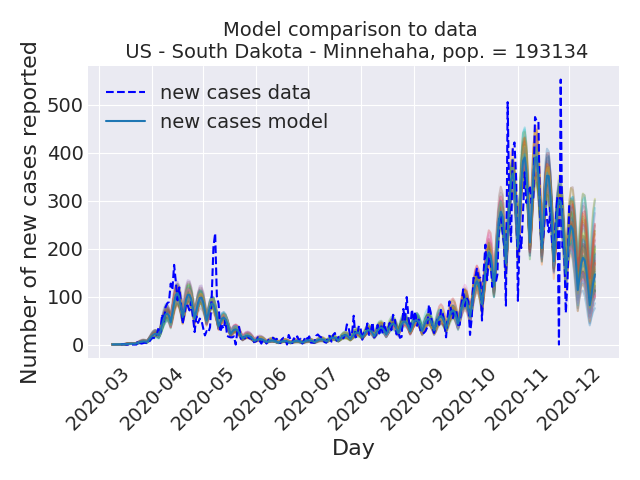 Model comparison to data
US - South Dakota - Minnehaha, pop. = 193134
Number of new cases reported
new cases data
new cases model
500
400
300
200
100
0
2020-03
2020-04
2020-05
2020-06
2020-07
2020-08
2020-09
2020-10
2020-11
2020-12
Day